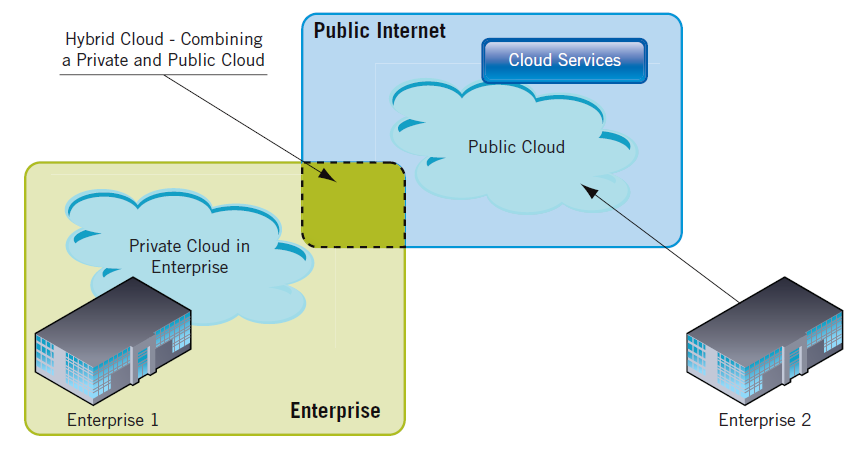 Hybrid Cloud - Combining
a Private and Public Cloud
Public Internet
Cloud Services
Public Cloud
Private Cloud in
Enterprise
Enterprise 1
Enterprise
Enterprise 2